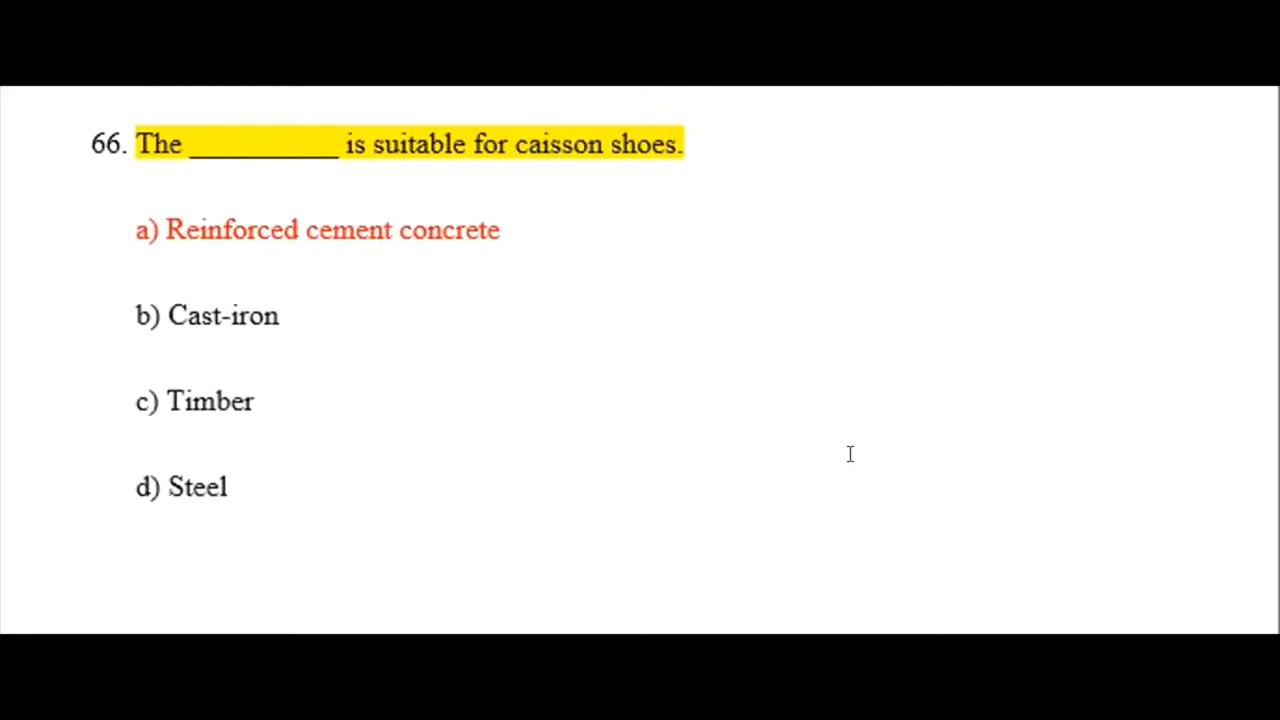 66. The __________ is suitable for caisson shoes.
a) Reinforced cement concrete
b) Cast-iron
c) Timber
d) Steel